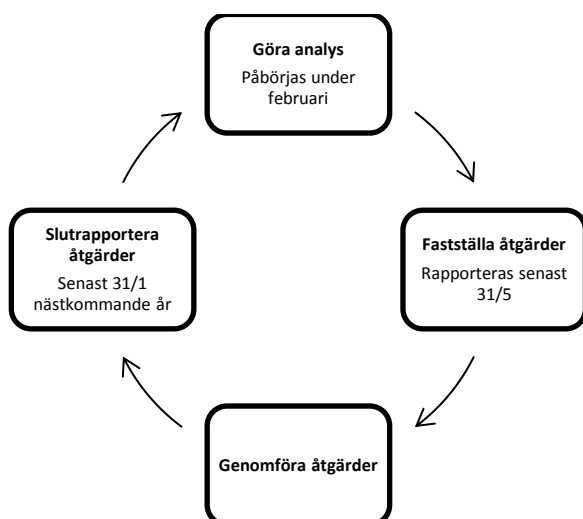 Göra analys
Påbörjas under
februari
Fastställa åtgärder
Rapporteras senast
31/5
Genomföra åtgärder
Slutrapportera
åtgärder
Senast 31/1
nästkommande år